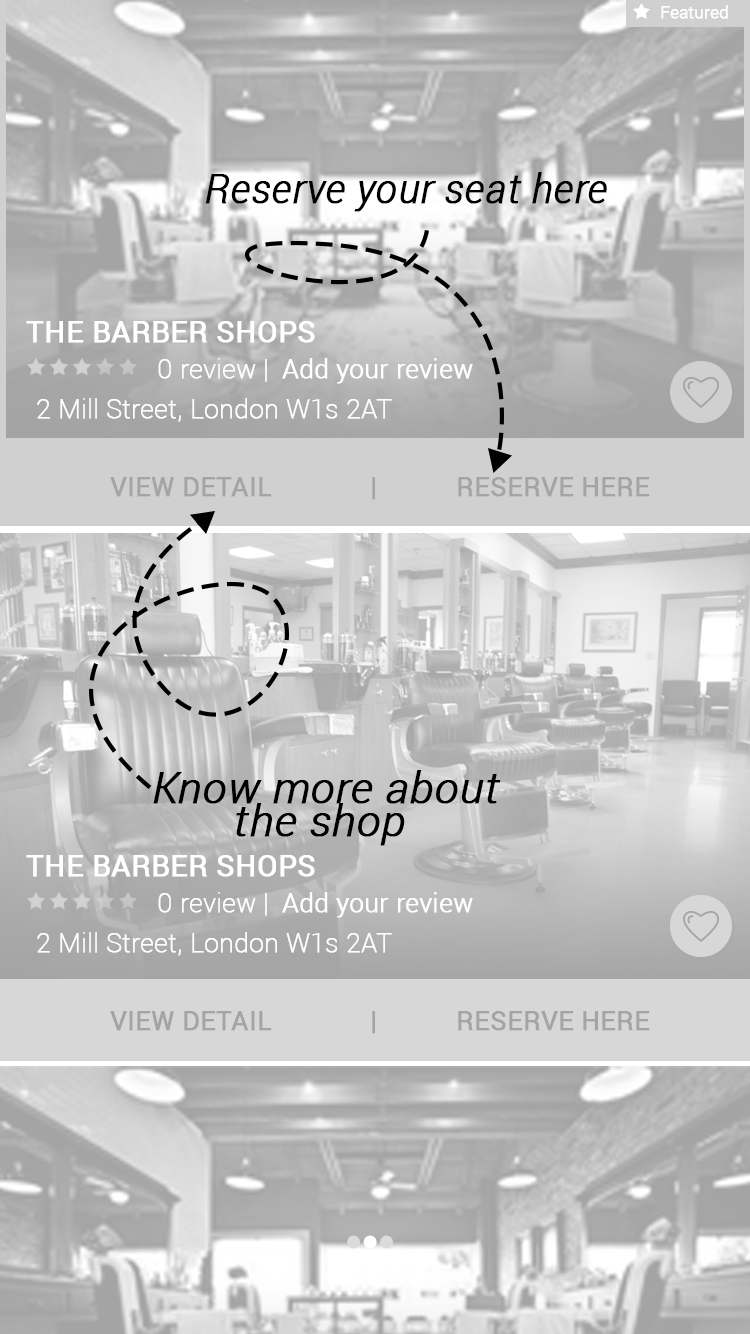 Featured
Reserve your seat here
THE BARBER SHOPS
0 review | Add your review
2 Mill Street, London W1s 2AT
VIEW DETAIL | RESERVE HERE
Know more about
the shop
THE BARBER SHOPS
0 review | Add your review
2 Mill Street, London W1s 2AT
VIEW DETAIL | RESERVE HERE